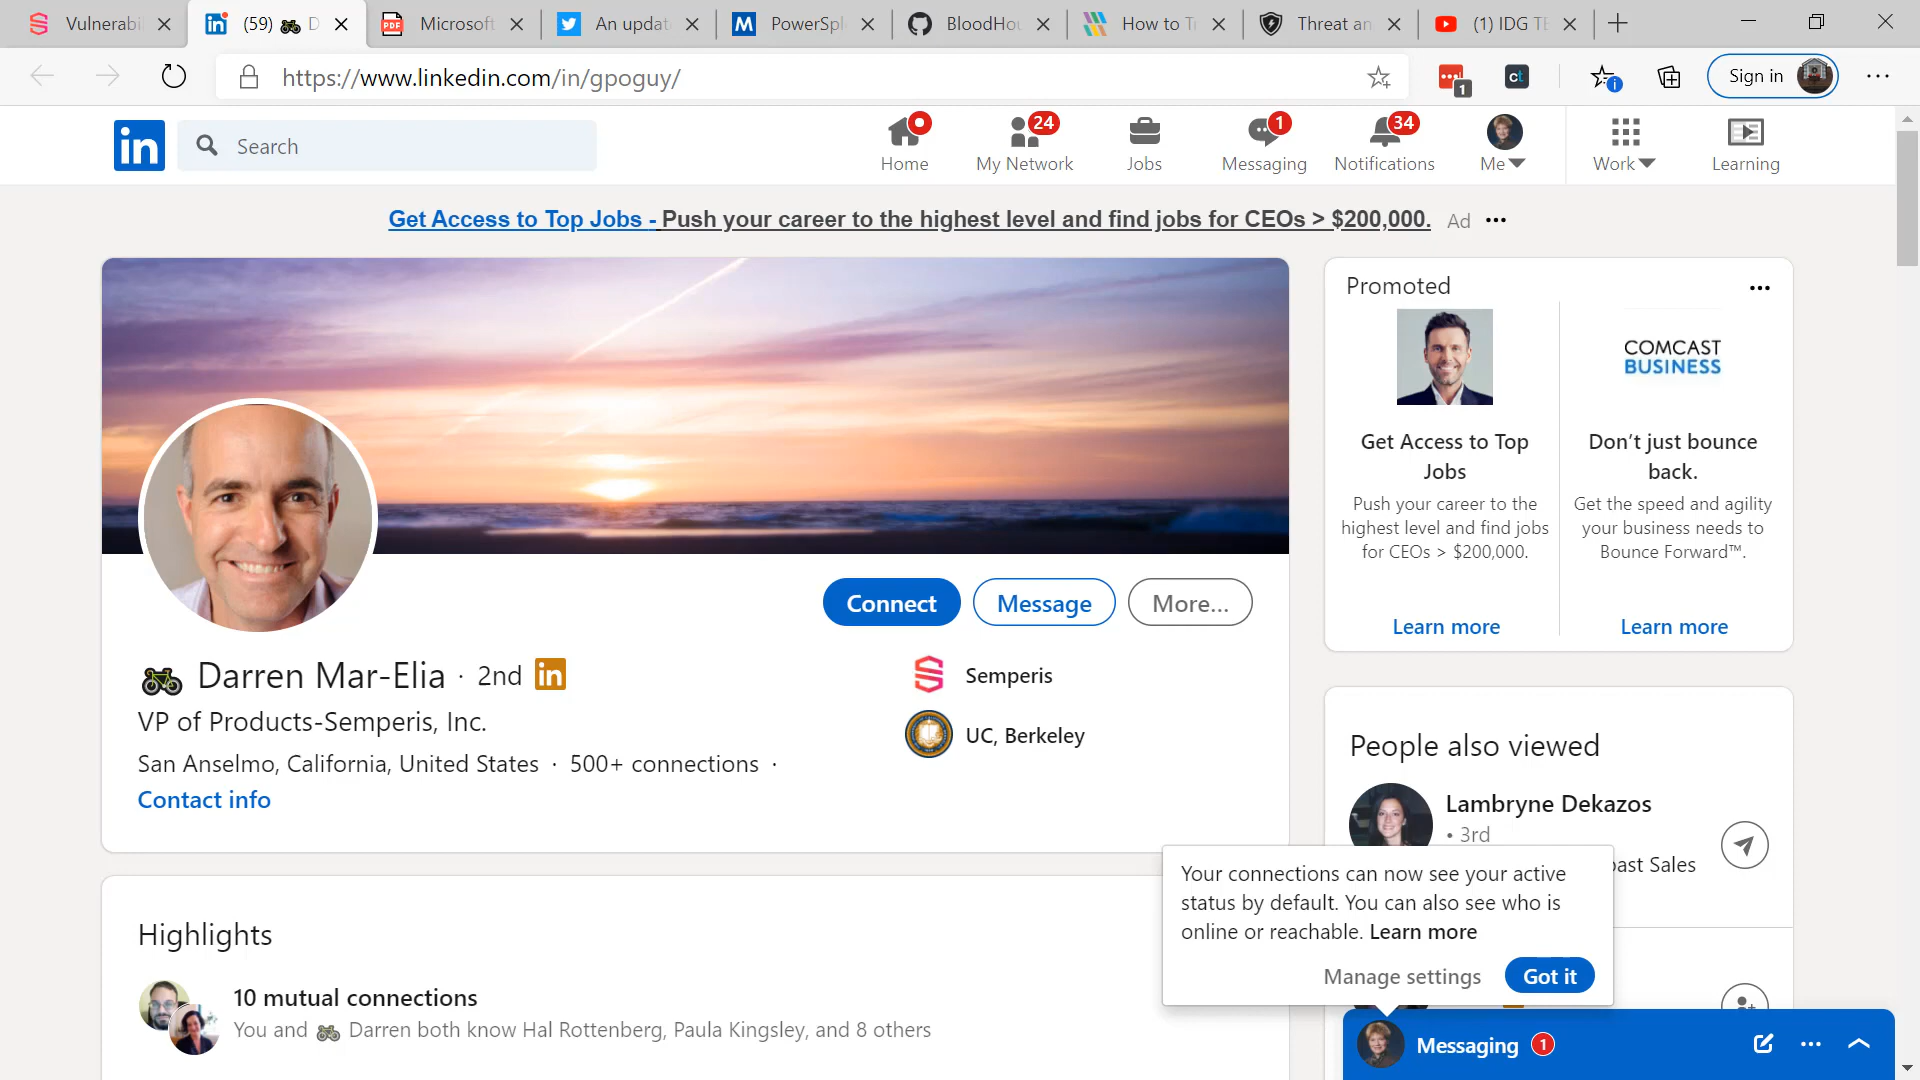 Vulnerabil
(59) D
Microsoft
An updat
PowerSpl
BloodHou
How to T
Threat an
(1) IDG TE
https://www.linkedin.com/in/gpoguy/
1
ct
Sign in
in
Search
Home
24
My Network
Jobs
1
Messaging
34
Notifications
Me
Work
Learning
Get Access to Top Jobs - Push your career to the highest level and find jobs for CEOs > $200,000. Ad
Connect
Message
More...
Darren Mar-Elia · 2nd in
VP of Products-Semperis, Inc.
San Anselmo, California, United States · 500+ connections ·
Contact info
Semperis
UC, Berkeley
Highlights
10 mutual connections
You and Darren both know Hal Rottenberg, Paula Kingsley, and 8 others
Promoted
Get Access to Top
Jobs
Push your career to the
highest level and find jobs
for CEOs > $200,000.
Learn more
COMCAST
BUSINESS
Don’t just bounce
back.
Get the speed and agility
your business needs to
Bounce Forward™.
Learn more
People also viewed
Lambryne Dekazos
• 3rd
ast Sales
Your connections can now see your active
status by default. You can also see who is
online or reachable. Learn more
Manage settings
Got it
Messaging 1